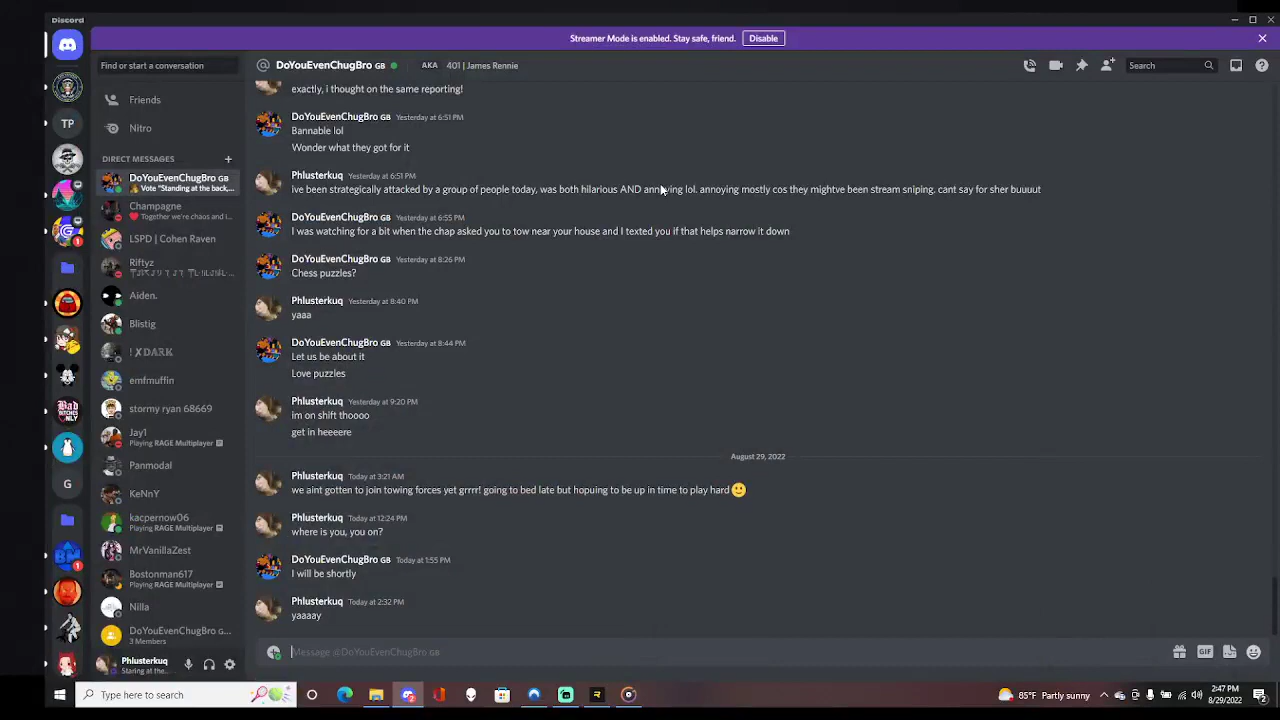 Discord
Streamer Mode is enabled. Stay safe, friend.
Disable
Find or start a conversation
DoYouEvenChugBro GB
AKA 401 | James Rennie
Search
Friends
Nitro
DIRECT MESSAGES
DoYouEvenChugBro GB
Vote "Standing at the back,...
Champagne
Together we're chaos and i...
LSPD | Cohen Raven
Riftyz
Aiden.
Blistig
! XDARK
emfmuffin
stormy ryan 68669
Jay1
Playing RAGE Multiplayer
Panmodal
KeNnY
kacpernow06
Playing RAGE Multiplayer
MrVanillaZest
Bostonman617
Playing RAGE Multiplayer
Nilla
DoYouEvenChugBro G...
3 Members
Phlusterkuq
Staring at the...
TP
1
BAD
BITCHES
ONLY
G
BM
1
exactly, i thought on the same reporting!
DoYouEvenChugBro GB Yesterday at 6:51 PM
Bannable lol
Wonder what they got for it
Phlusterkuq Yesterday at 6:51 PM
ive been strategically attacked by a group of people today, was both hilarious AND annoying lol. annoying mostly cos they mightve been stream sniping. cant say for sher buuuut
DoYouEvenChugBro GB Yesterday at 6:55 PM
I was watching for a bit when the chap asked you to tow near your house and I texted you if that helps narrow it down
DoYouEvenChugBro GB Yesterday at 8:26 PM
Chess puzzles?
Phlusterkuq Yesterday at 8:40 PM
yaaa
DoYouEvenChugBro GB Yesterday at 8:44 PM
Let us be about it
Love puzzles
Phlusterkuq Yesterday at 9:20 PM
im on shift thoooo
get in heeeere
August 29, 2022
Phlusterkuq Today at 3:21 AM
we aint gotten to join towing forces yet grrrr! going to bed late but hopuing to be up in time to play hard 🙂
Phlusterkuq Today at 12:24 PM
where is you, you on?
DoYouEvenChugBro GB Today at 1:55 PM
I will be shortly
Phlusterkuq Today at 2:32 PM
yaaaay
Message @DoYouEvenChugBro GB
GIF
Type here to search
85°F Partly sunny
2:47 PM
8/29/2022
2